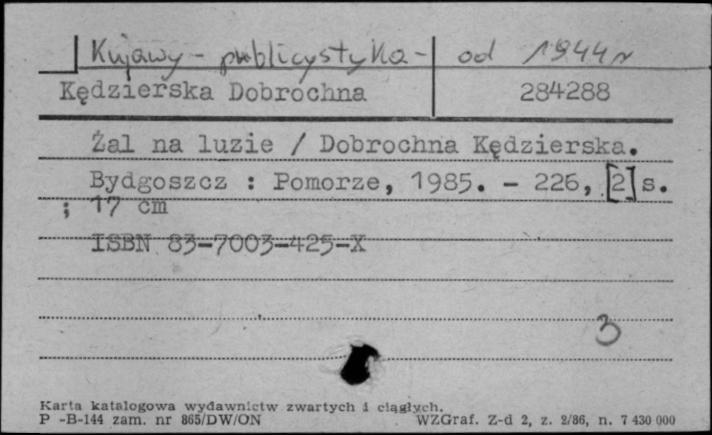 Kujawy - publicystyka - od 1944 r
Kędzierska Dobrochna 284288
Żal na luzie / Dobrochna Kędzierska.
Bydgoszcz : Pomorze, 1985. - 226, [2] s.
; 17 cm
ISBN 83-7003-425-X
3
Karta katalogowa wydawnictw zwartych i ciągłych.
P -B-144 zam. nr 865/DW/ON WZGraf. Z-d 2, z. 2/86, n. 7 430 000